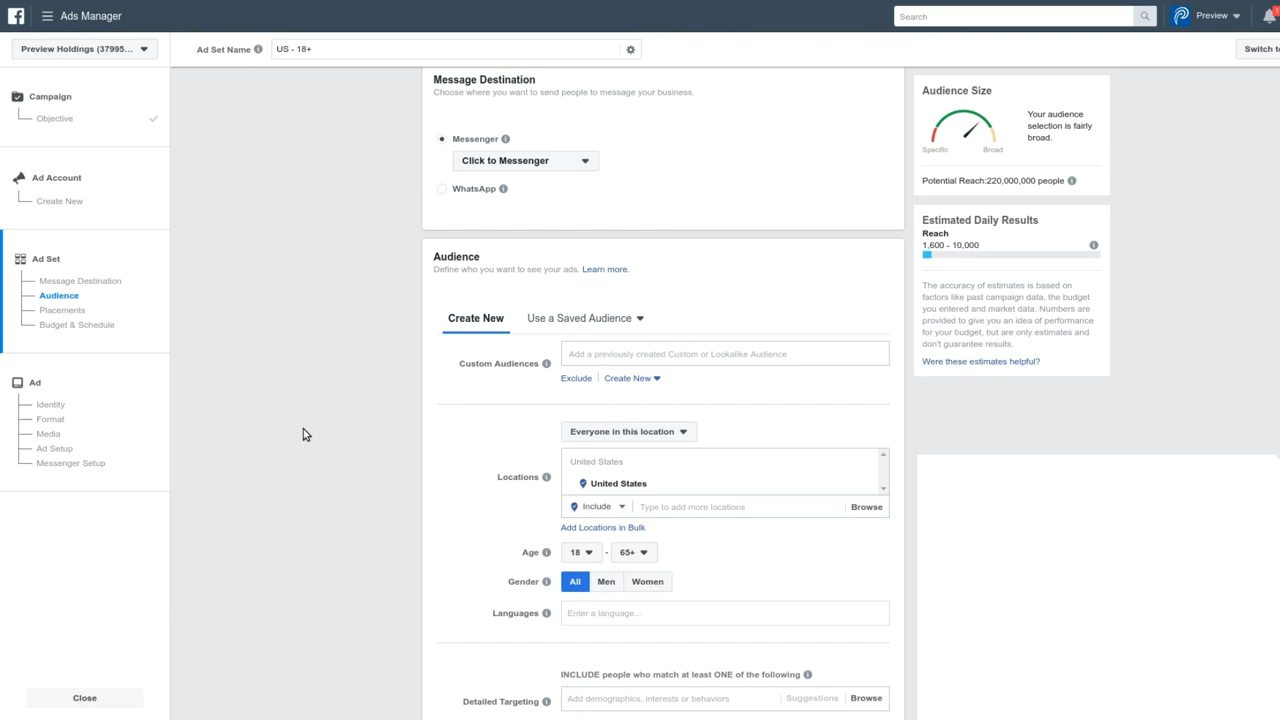 Ads Manager
Search
Preview
1
Preview Holdings (37995...
Ad Set Name
US - 18+
Switch to
Campaign
Objective
Ad Account
Create New
Ad Set
Message Destination
Audience
Placements
Budget & Schedule
Ad
Identity
Format
Media
Ad Setup
Messenger Setup
Close
Message Destination
Choose where you want to send people to message your business.
Messenger
Click to Messenger
WhatsApp
Audience
Define who you want to see your ads. Learn more.
Create New
Use a Saved Audience
Custom Audiences
Add a previously created Custom or Lookalike Audience
Exclude
Create New
Everyone in this location
Locations
United States
United States
Include
Type to add more locations
Browse
Add Locations in Bulk
Age
18 - 65+
Gender
All Men Women
Languages
Enter a language...
INCLUDE people who match at least ONE of the following
Detailed Targeting
Add demographics, interests or behaviors
Suggestions
Browse
Audience Size
Specific
Broad
Your audience
selection is fairly
broad.
Potential Reach:220,000,000 people
Estimated Daily Results
Reach
1,600 - 10,000
The accuracy of estimates is based on
factors like past campaign data, the budget
you entered and market data. Numbers are
provided to give you an idea of performance
for your budget, but are only estimates and
don't guarantee results.
Were these estimates helpful?